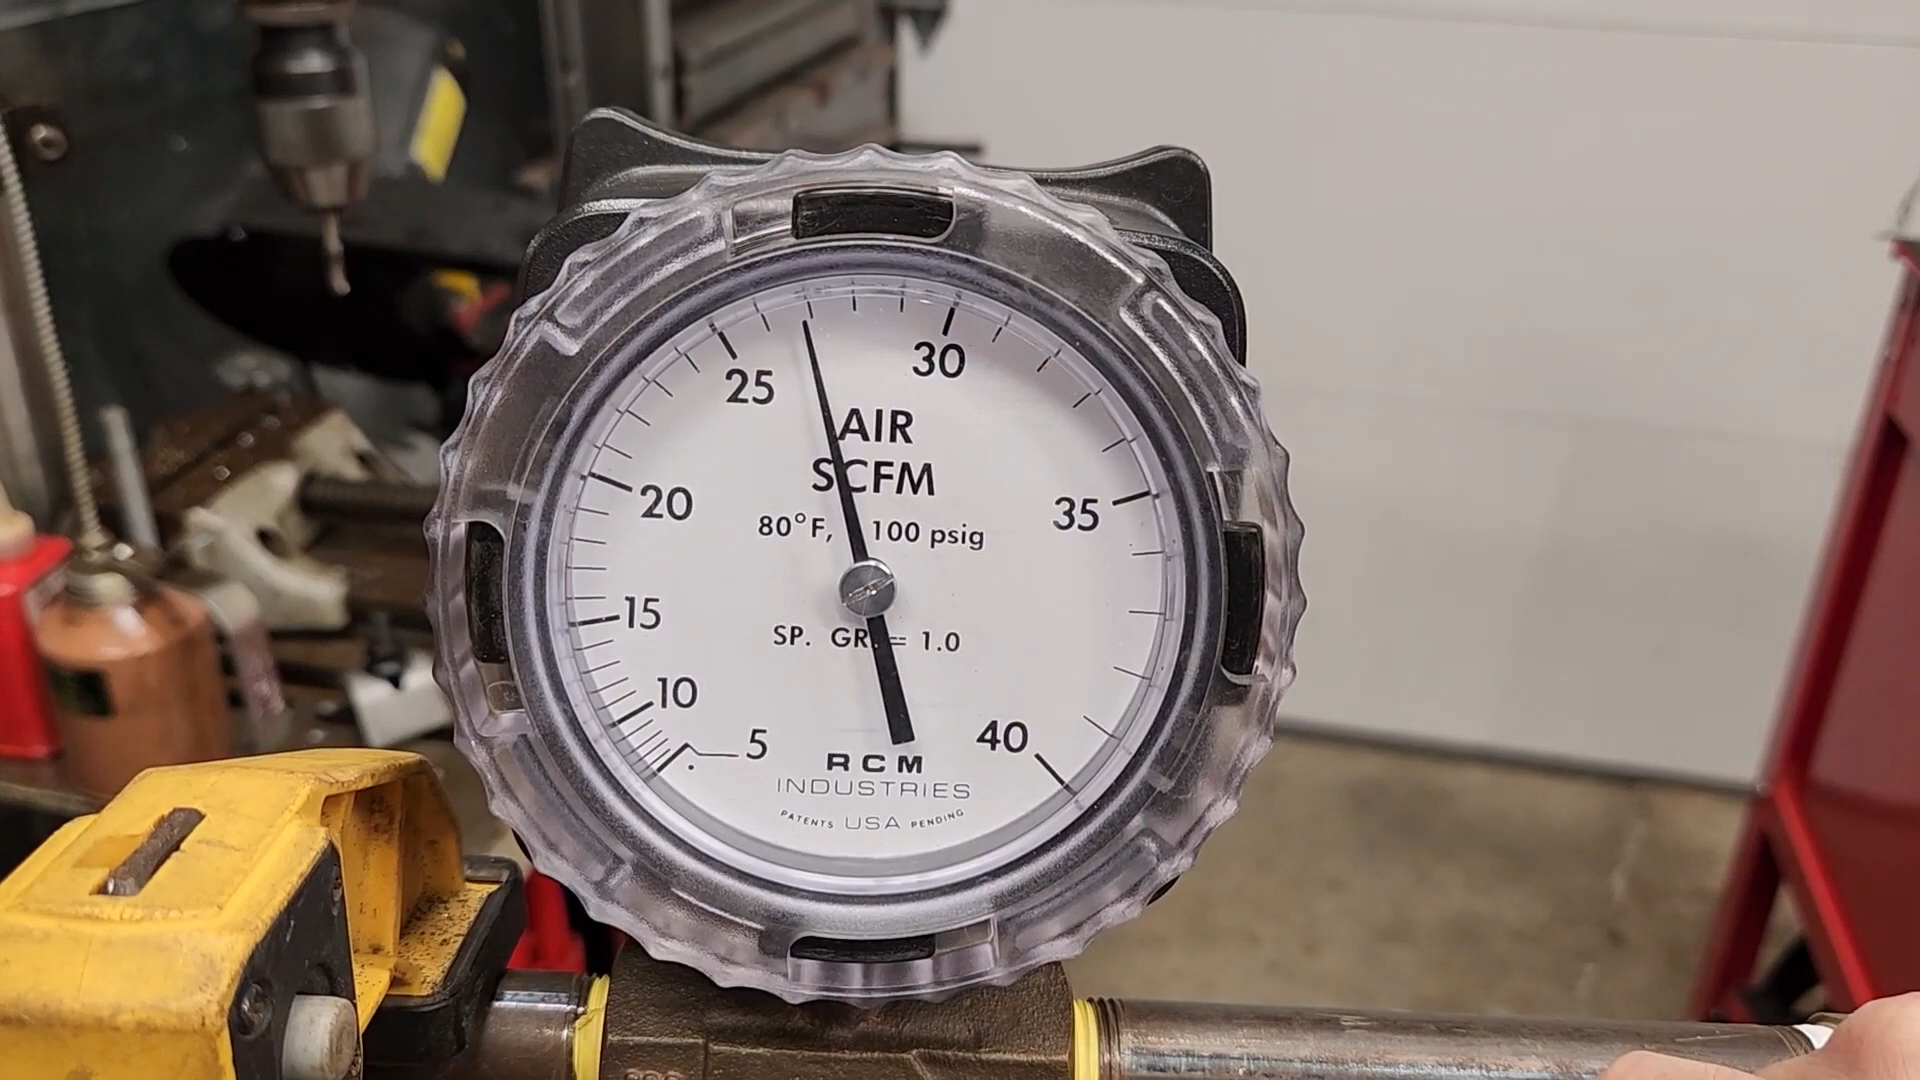 25
30
20
35
15
10
5
40
AIR
SCFM
80°F, 100 psig
SP. GR. = 1.0
RCM
INDUSTRIES
PATENTS USA PENDING